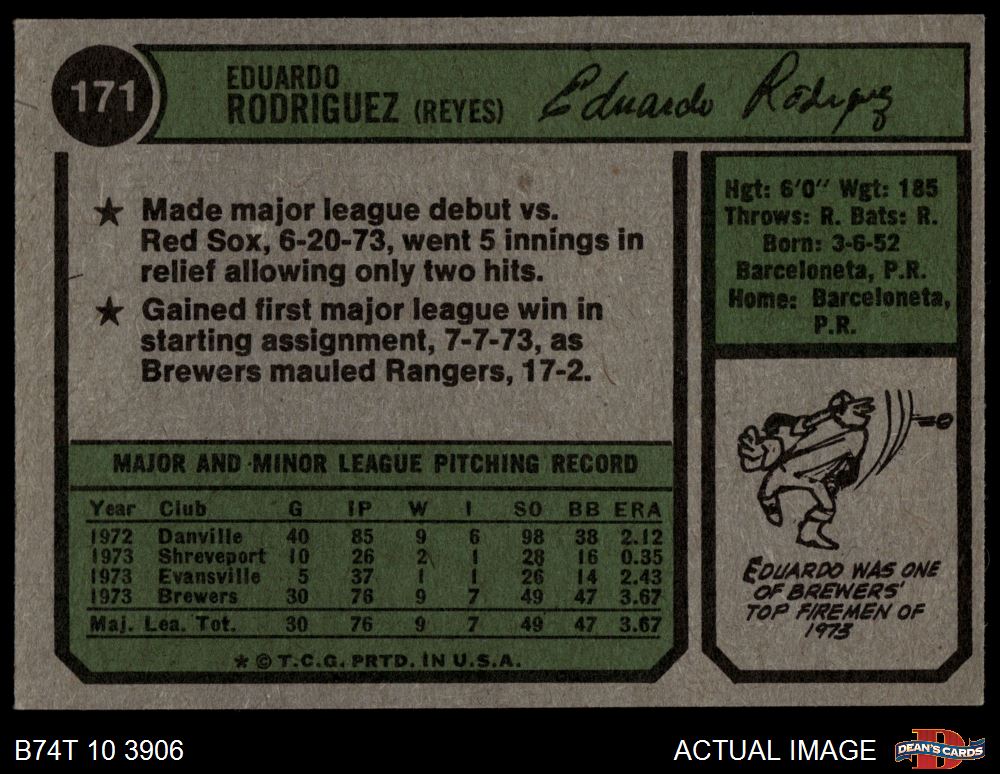 171
EDUARDO
RODRIGUEZ (REYES)
Eduardo Rodriguez
★ Made major league debut vs.
Red Sox, 6-20-73, went 5 innings in
relief allowing only two hits.
★ Gained first major league win in
starting assignment, 7-7-73, as
Brewers mauled Rangers, 17-2.
Hgt: 6'0" Wgt: 185
Throws: R. Bats: R.
Born: 3-6-52
Barceloneta, P.R.
Home: Barceloneta,
P.R.
MAJOR AND MINOR LEAGUE PITCHING RECORD
Year Club G IP W L SO BB ERA
1972 Danville 40 85 9 6 98 38 2.12
1973 Shreveport 10 26 2 1 28 16 0.35
1973 Evansville 5 37 1 1 26 14 2.43
1973 Brewers 30 76 9 7 49 47 3.67
Maj. Lea. Tot. 30 76 9 7 49 47 3.67
* © T.C.G. PRTD. IN U.S.A.
EDUARDO WAS ONE
OF BREWERS'
TOP FIREMEN OF
1973
B74T 10 3906
ACTUAL IMAGE
DEAN'S CARDS